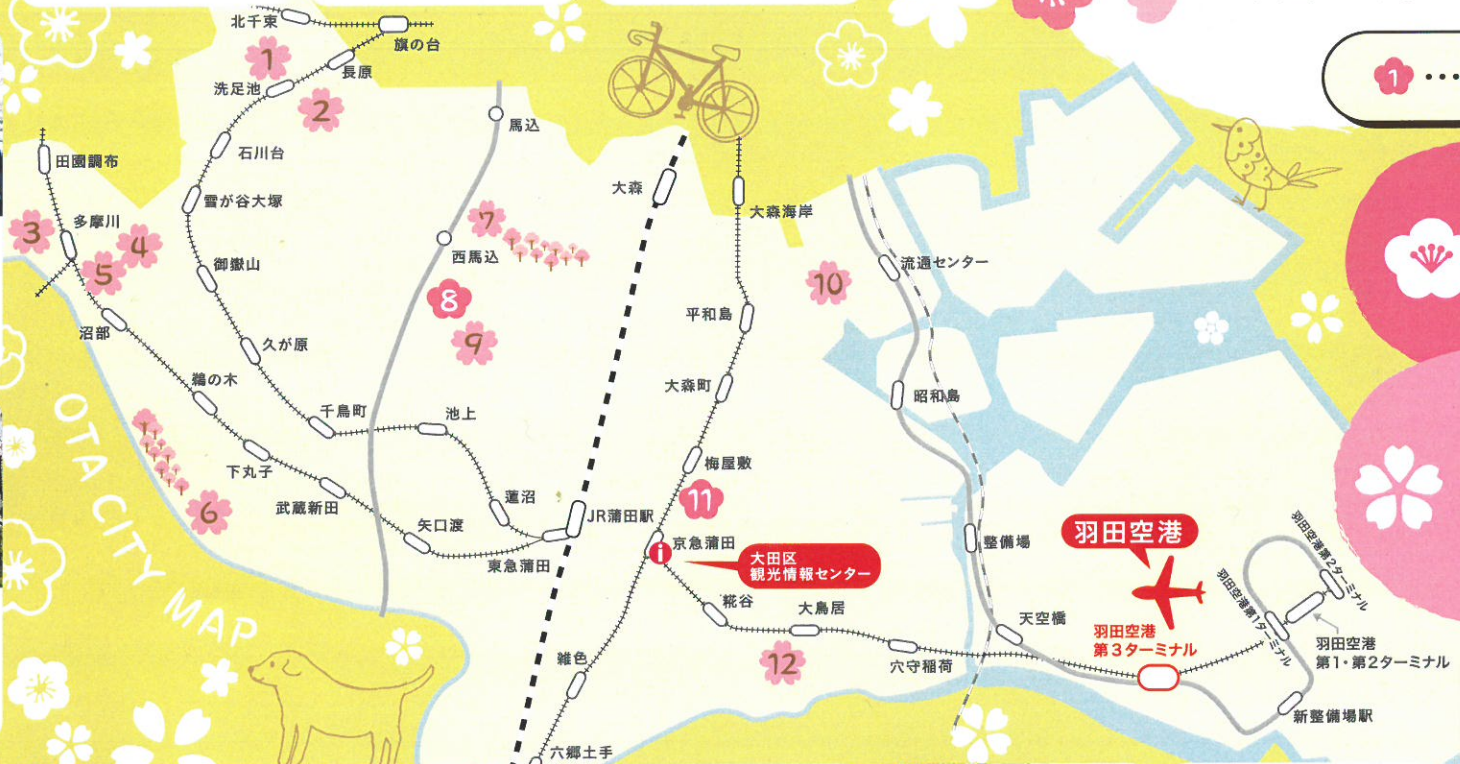 北千束
旗の台
長原
洗足池
石川台
雪が谷大塚
御嶽山
久が原
千鳥町
池上
蓮沼
田園調布
多摩川
沼部
鵜の木
下丸子
武蔵新田
矢口渡
東急蒲田
JR蒲田駅
馬込
西馬込
大森
大森海岸
平和島
大森町
梅屋敷
京急蒲田
i
大田区
観光情報センター
糀谷
大鳥居
穴守稲荷
雑色
六郷土手
流通センター
昭和島
整備場
天空橋
羽田空港
羽田空港
第3ターミナル
羽田空港第1ターミナル
羽田空港第2ターミナル
羽田空港
第1・第2ターミナル
新整備場駅
1
2
3
4
5
6
7
8
9
10
11
12
1 …
OTA CITY MAP